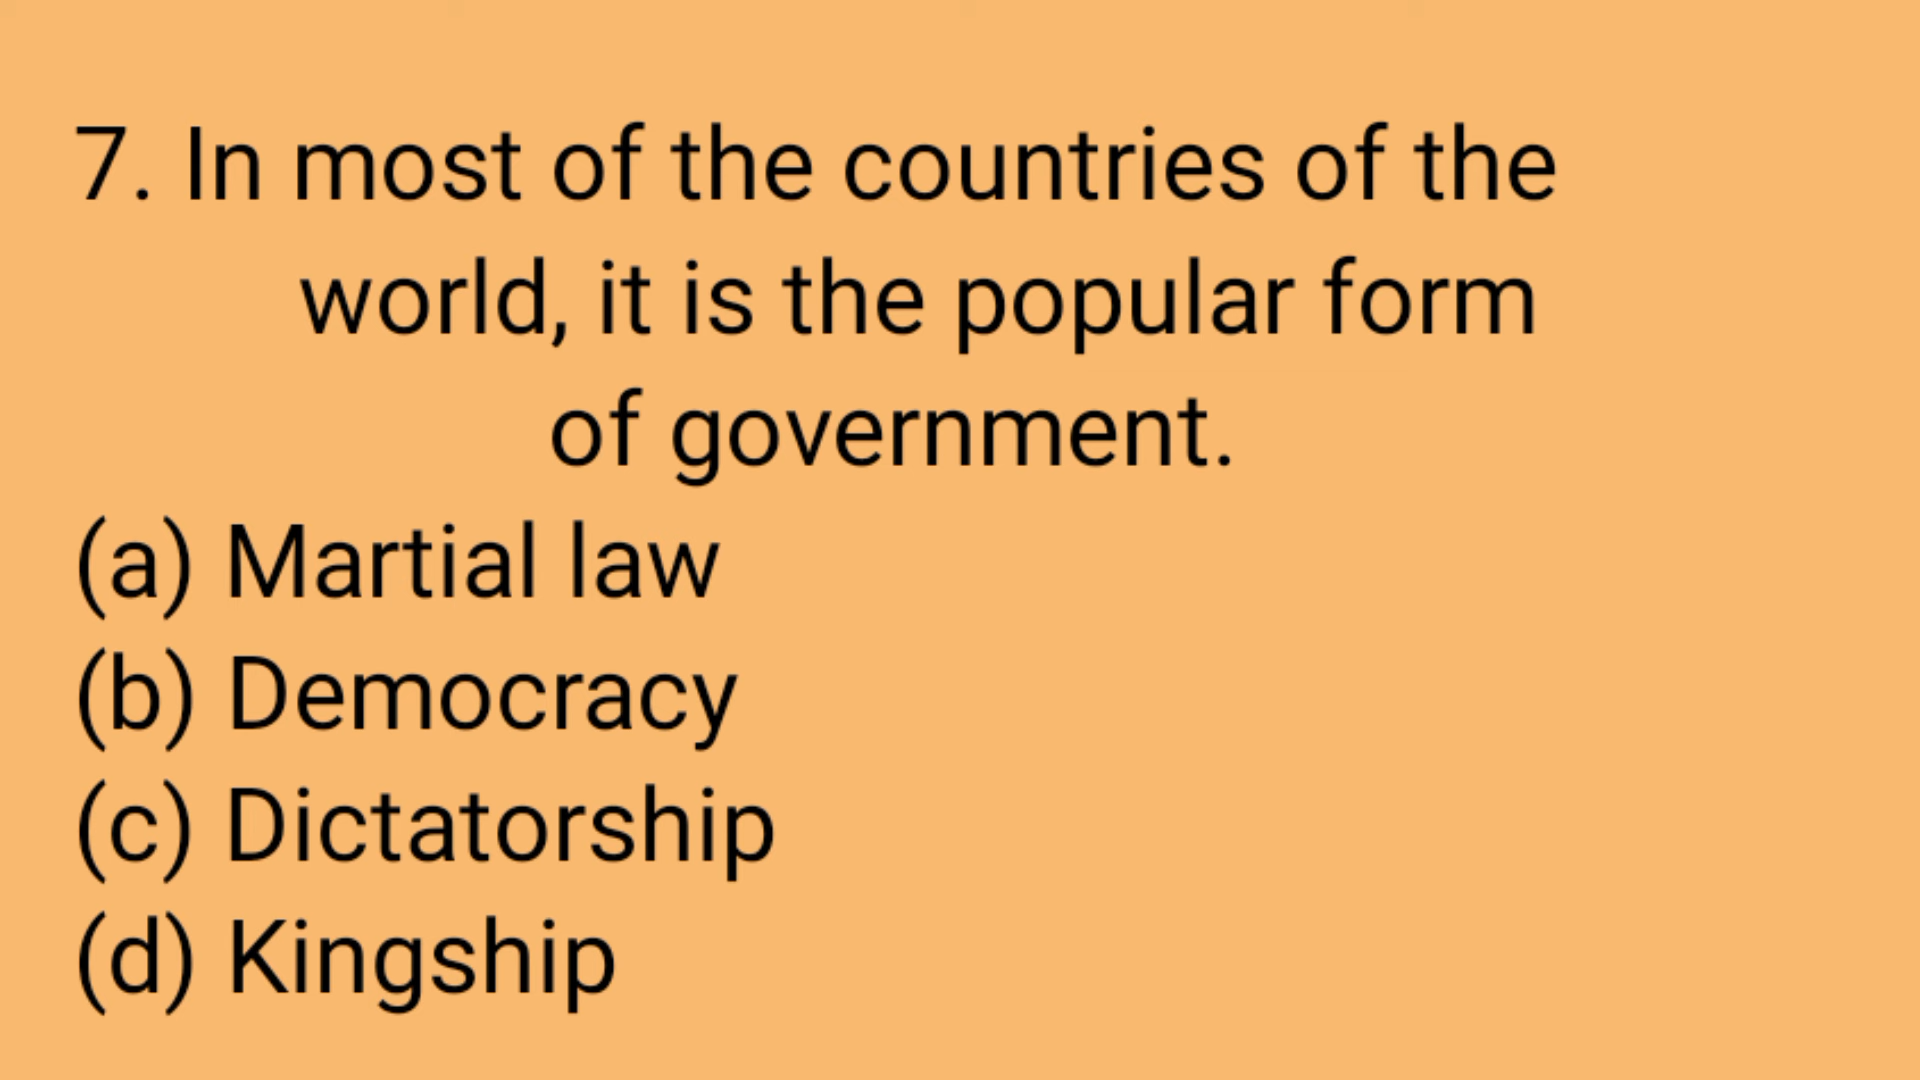 7. In most of the countries of the
world, it is the popular form
of government.
(a) Martial law
(b) Democracy
(c) Dictatorship
(d) Kingship